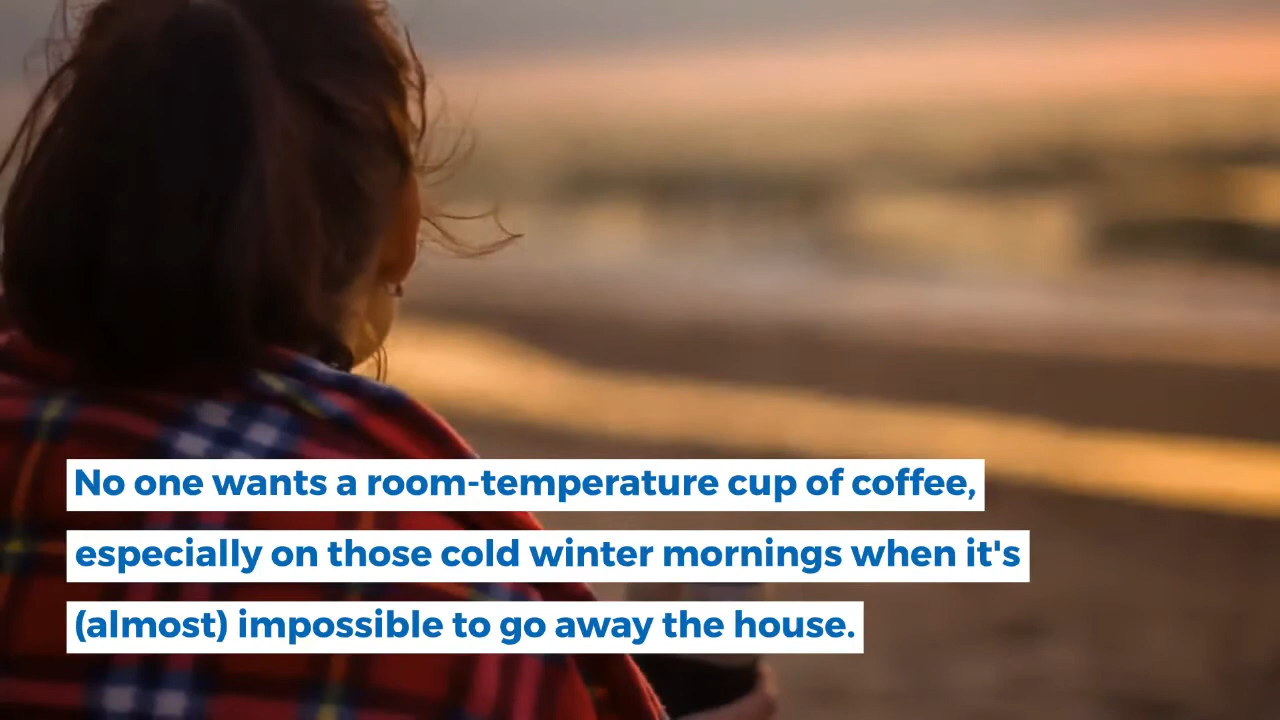 No one wants a room-temperature cup of coffee,
especially on those cold winter mornings when it's
(almost) impossible to go away the house.